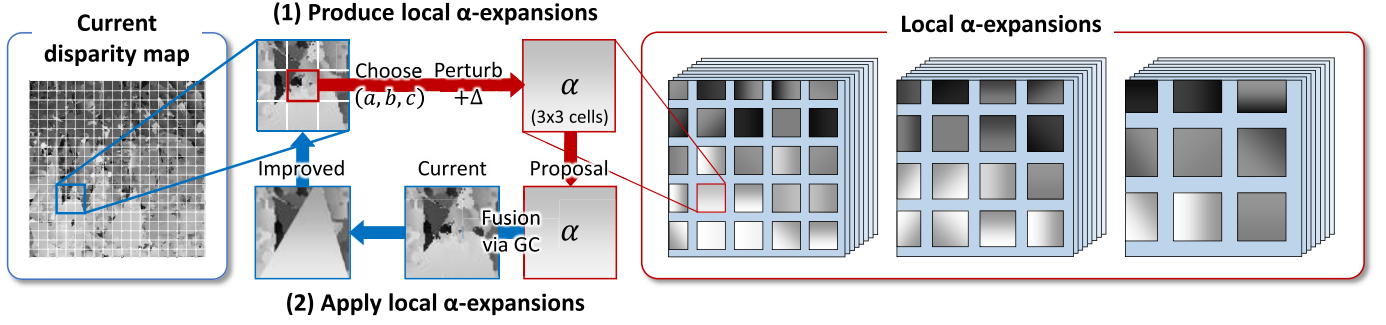 Current
disparity map
(1) Produce local α-expansions
Choose
(a, b, c)
Perturb
+Δ
α
(3x3 cells)
Improved
Current
Proposal
Fusion
via GC
α
(2) Apply local α-expansions
Local α-expansions